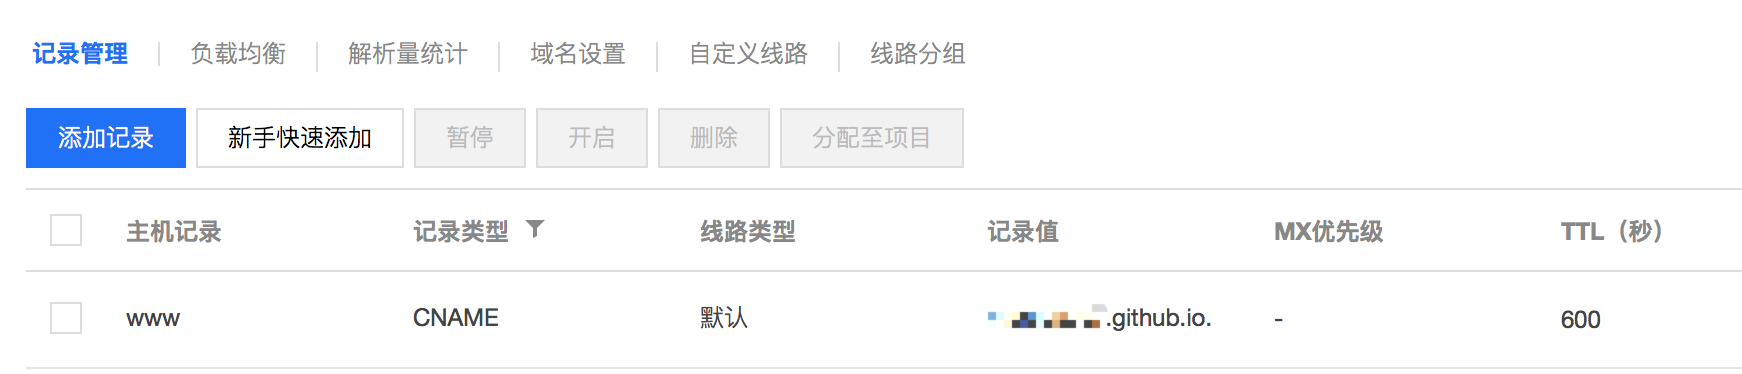 记录管理 负载均衡 解析量统计 域名设置 自定义线路 线路分组
添加记录 新手快速添加 暂停 开启 删除 分配至项目
主机记录 记录类型 线路类型 记录值 MX优先级 TTL（秒）
www CNAME 默认 .github.io. - 600